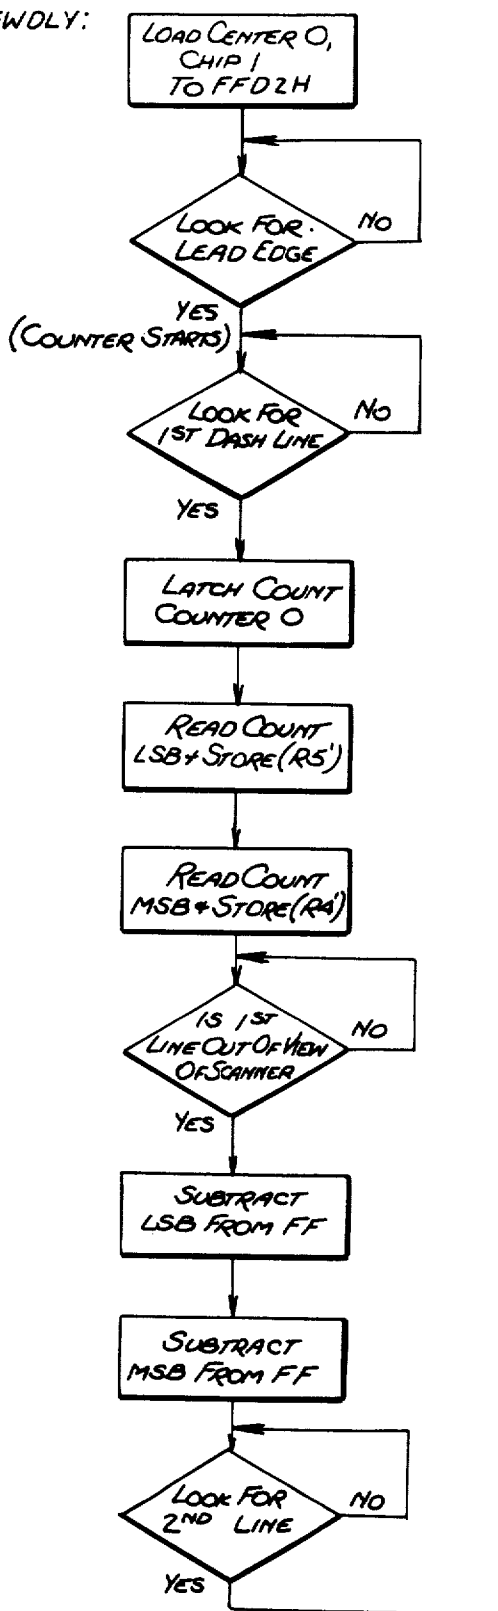 EWDLY:
LOAD CENTER O,
CHIP 1
TO FFD2H
LOOK FOR.
LEAD EDGE
NO
YES
(COUNTER STARTS)
LOOK FOR
1ST DASH LINE
NO
YES
LATCH COUNT
COUNTER O
READ COUNT
LSB & STORE (R5')
READ COUNT
MSB & STORE (R4')
IS 1ST
LINE OUT OF VIEW
OF SCANNER
NO
YES
SUBTRACT
LSB FROM FF
SUBTRACT
MSB FROM FF
LOOK FOR
2ND LINE
NO
YES